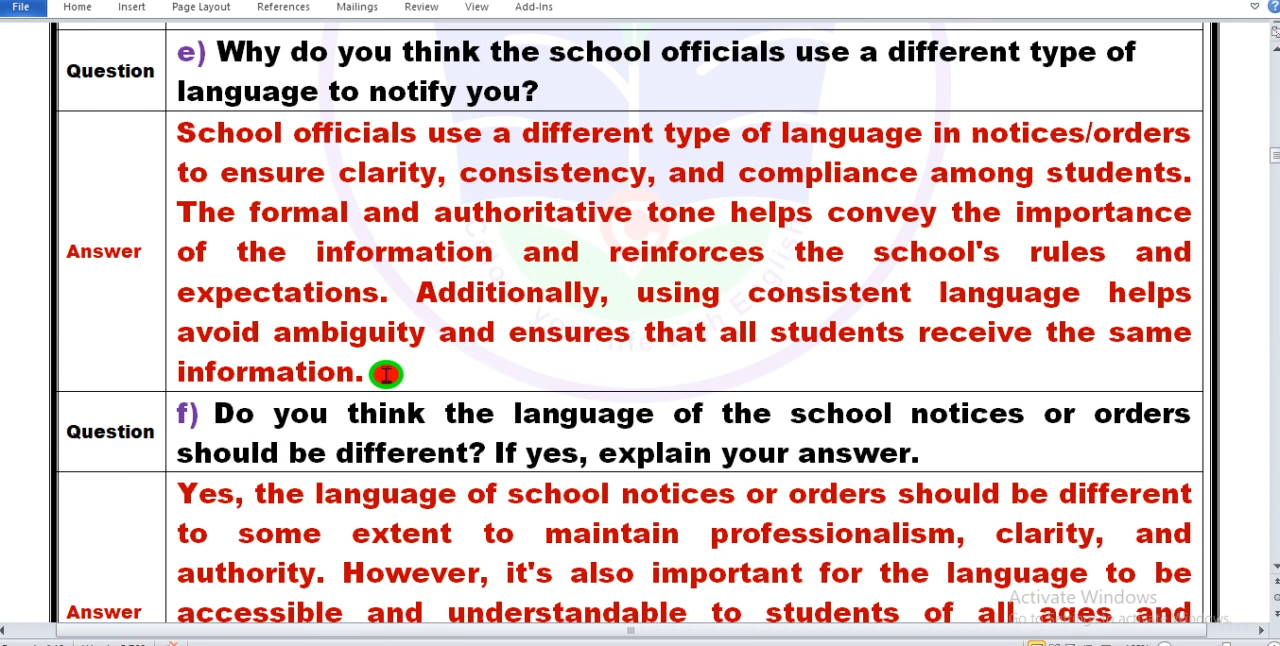 File Home Insert Page Layout References Mailings Review View Add-Ins
Question
e) Why do you think the school officials use a different type of
language to notify you?
Answer
School officials use a different type of language in notices/orders
to ensure clarity, consistency, and compliance among students.
The formal and authoritative tone helps convey the importance
of the information and reinforces the school's rules and
expectations. Additionally, using consistent language helps
avoid ambiguity and ensures that all students receive the same
information.
Question
f) Do you think the language of the school notices or orders
should be different? If yes, explain your answer.
Answer
Yes, the language of school notices or orders should be different
to some extent to maintain professionalism, clarity, and
authority. However, it's also important for the language to be
accessible and understandable to students of all ages and
Activate Windows